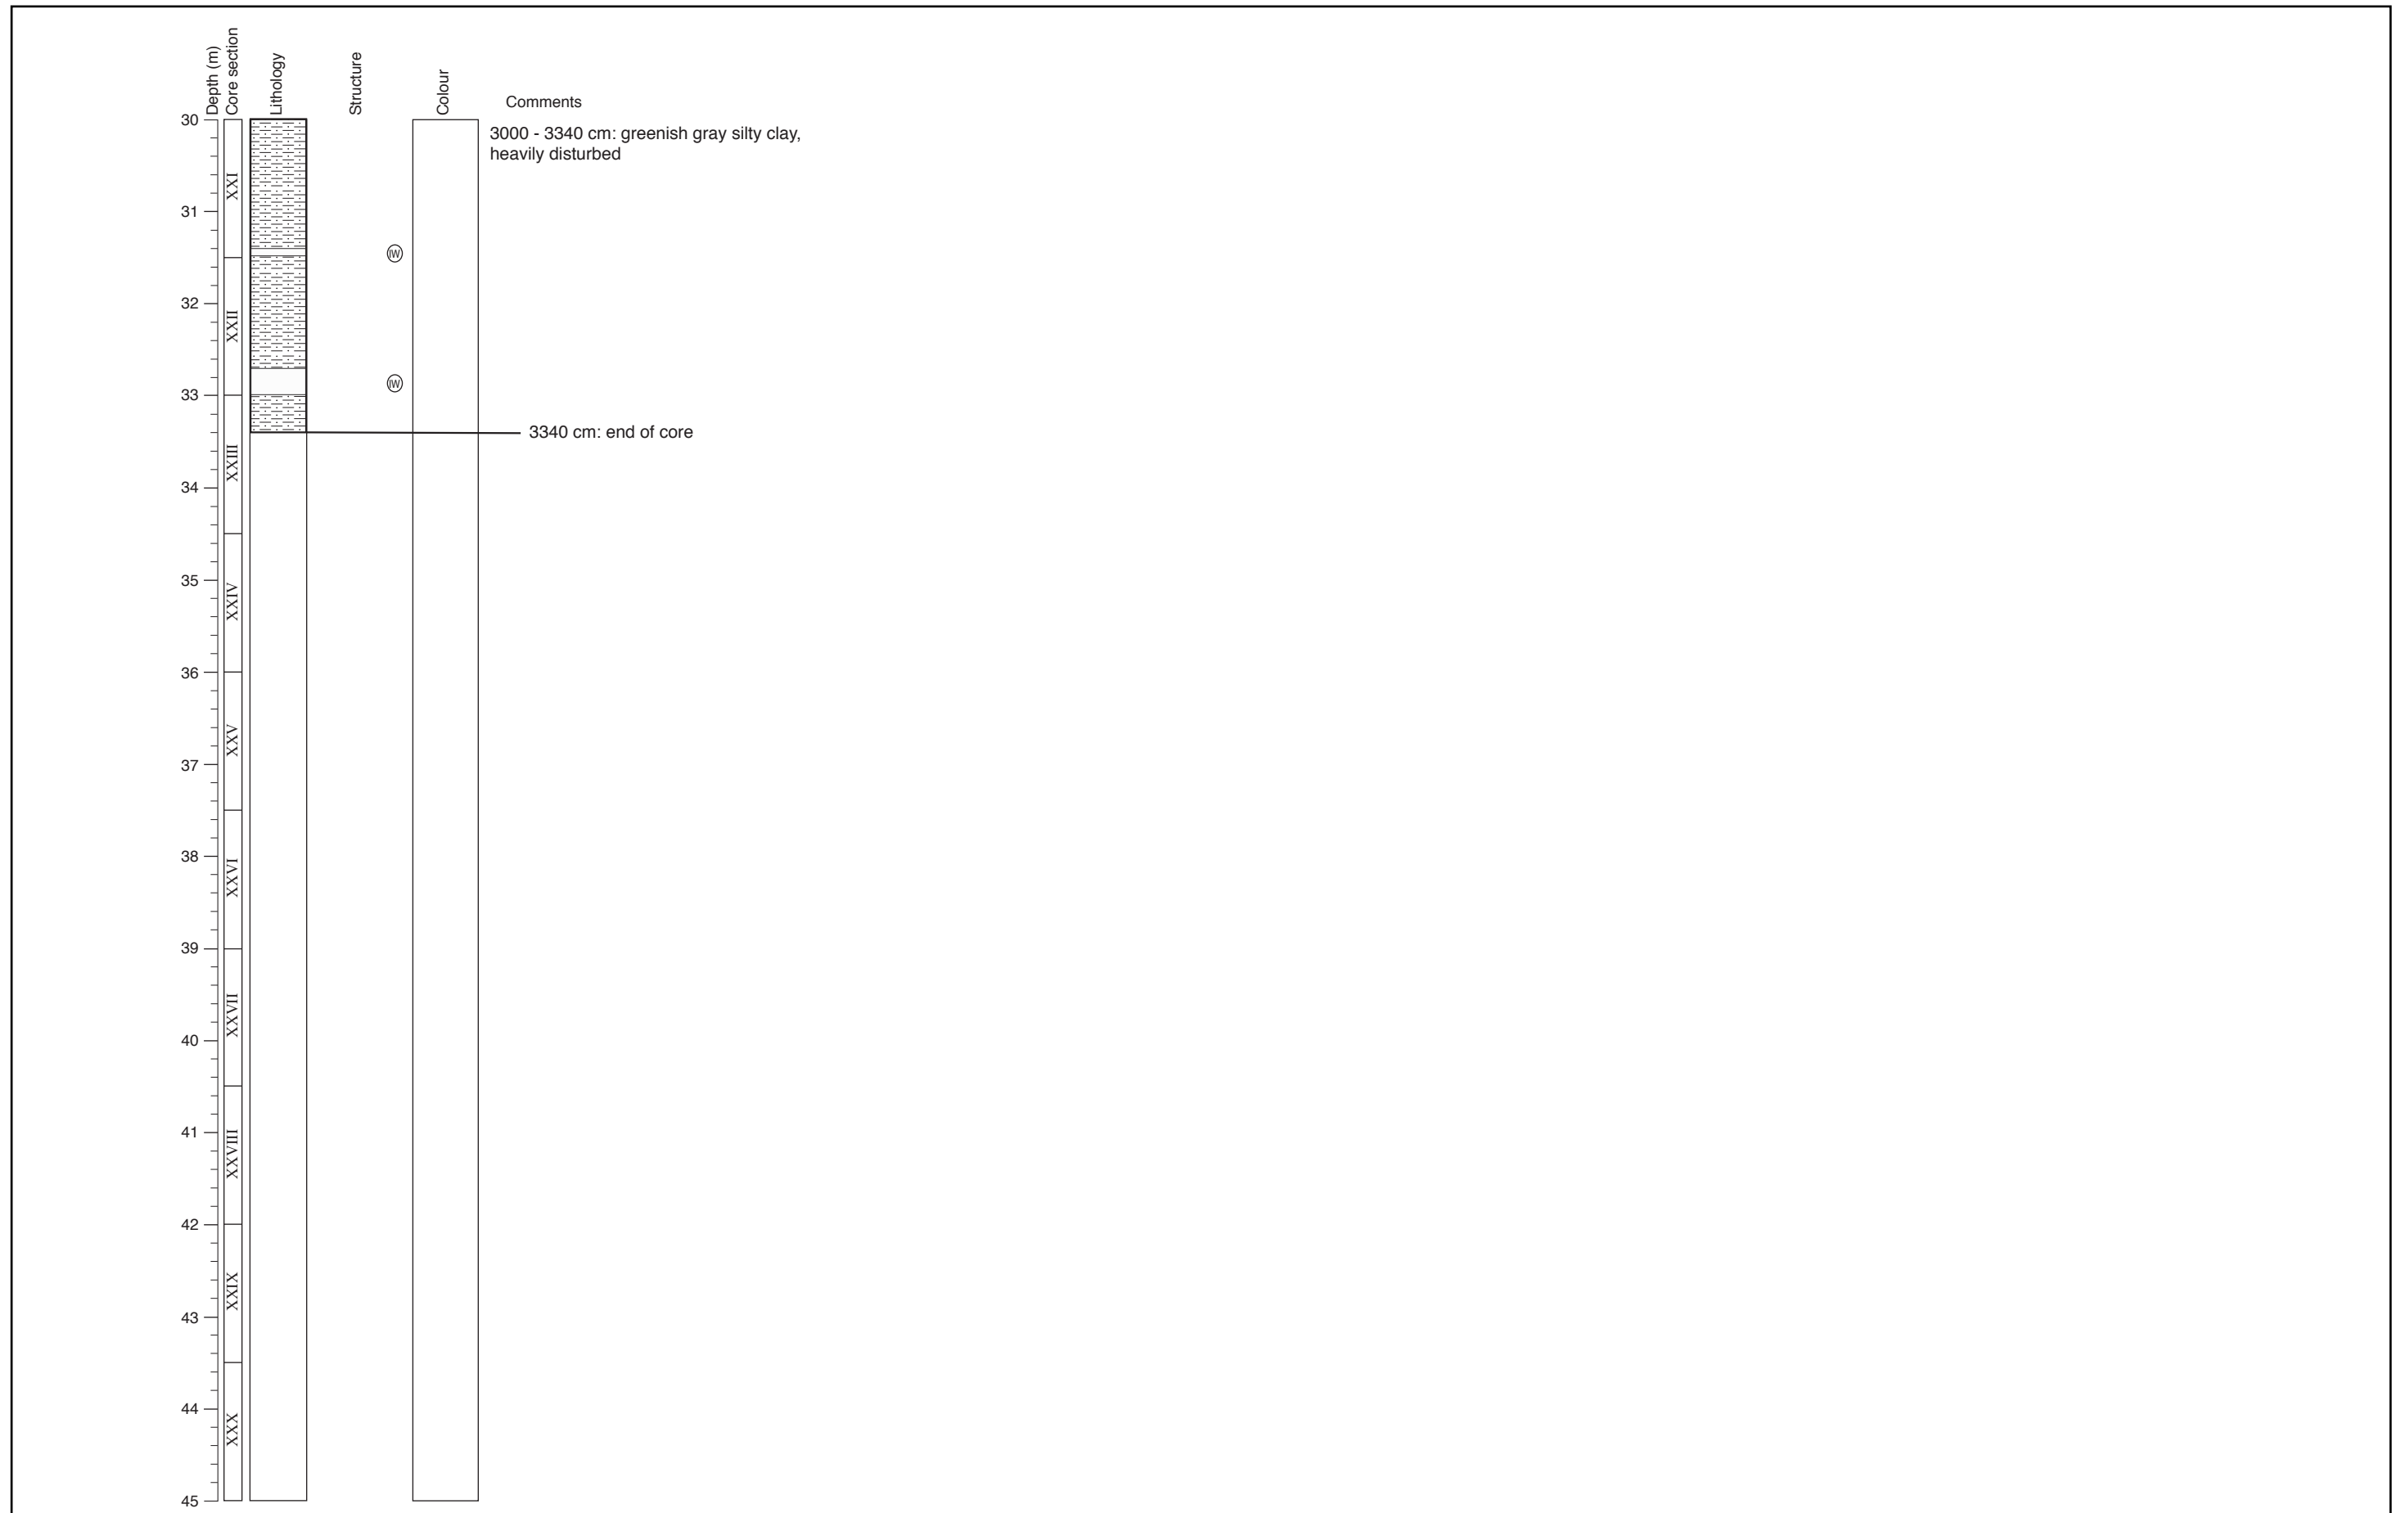 Depth (m)
Core section
Lithology
Structure
Colour
Comments
30
3000 - 3340 cm: greenish gray silty clay,
heavily disturbed
XXI
31
IW
XXII
32
IW
33
3340 cm: end of core
XXIII
34
35
XXIV
36
XXV
37
38
XXVI
39
XXVII
40
41
XXVIII
42
XXIX
43
44
XXX
45